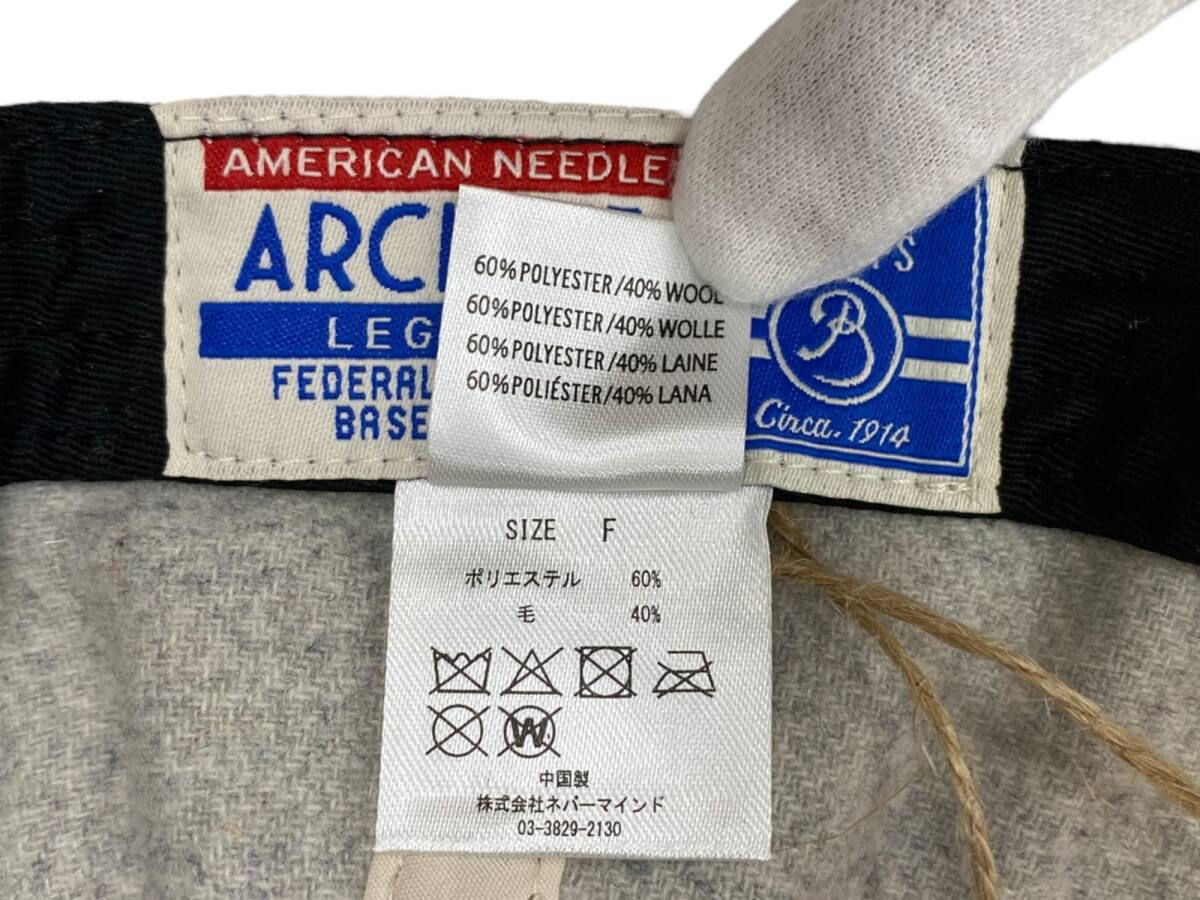 AMERICAN NEEDLE
LEG
FEDERAL
BASE
B
Circa. 1914
60%POLYESTER/40% WOOL
60%POLYESTER/40% WOLLE
60%POLYESTER/40% LAINE
60%POLIÉSTER/40% LANA
SIZE F
ポリエステル 60%
毛 40%
W
中国製
株式会社ネバーマインド
03-3829-2130